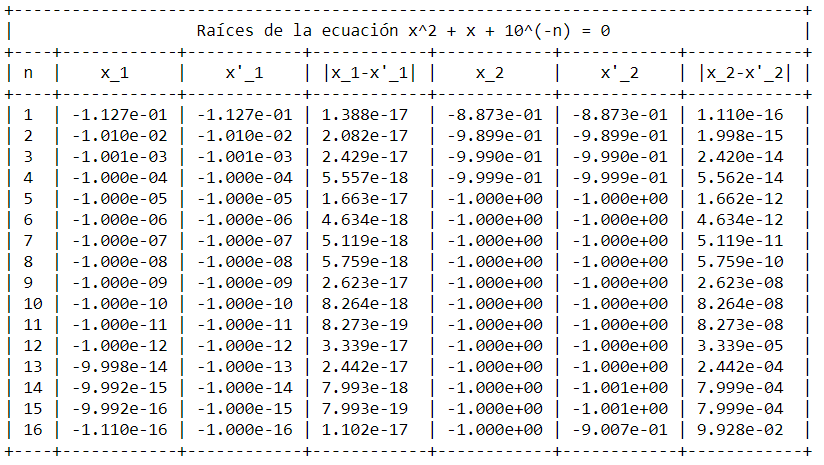 Raíces de la ecuación x^2 + x + 10^(-n) = 0
| n | x_1 | x'_1 | |x_1-x'_1| | x_2 | x'_2 | |x_2-x'_2| |
| 1 | -1.127e-01 | -1.127e-01 | 1.388e-17 | -8.873e-01 | -8.873e-01 | 1.110e-16 |
| 2 | -1.010e-02 | -1.010e-02 | 2.082e-17 | -9.899e-01 | -9.899e-01 | 1.998e-15 |
| 3 | -1.001e-03 | -1.001e-03 | 2.429e-17 | -9.990e-01 | -9.990e-01 | 2.420e-14 |
| 4 | -1.000e-04 | -1.000e-04 | 5.557e-18 | -9.999e-01 | -9.999e-01 | 5.562e-14 |
| 5 | -1.000e-05 | -1.000e-05 | 1.663e-17 | -1.000e+00 | -1.000e+00 | 1.662e-12 |
| 6 | -1.000e-06 | -1.000e-06 | 4.634e-18 | -1.000e+00 | -1.000e+00 | 4.634e-12 |
| 7 | -1.000e-07 | -1.000e-07 | 5.119e-18 | -1.000e+00 | -1.000e+00 | 5.119e-11 |
| 8 | -1.000e-08 | -1.000e-08 | 5.759e-18 | -1.000e+00 | -1.000e+00 | 5.759e-10 |
| 9 | -1.000e-09 | -1.000e-09 | 2.623e-17 | -1.000e+00 | -1.000e+00 | 2.623e-08 |
| 10 | -1.000e-10 | -1.000e-10 | 8.264e-18 | -1.000e+00 | -1.000e+00 | 8.264e-08 |
| 11 | -1.000e-11 | -1.000e-11 | 8.273e-19 | -1.000e+00 | -1.000e+00 | 8.273e-08 |
| 12 | -1.000e-12 | -1.000e-12 | 3.339e-17 | -1.000e+00 | -1.000e+00 | 3.339e-05 |
| 13 | -9.998e-14 | -1.000e-13 | 2.442e-17 | -1.000e+00 | -1.000e+00 | 2.442e-04 |
| 14 | -9.992e-15 | -1.000e-14 | 7.993e-18 | -1.000e+00 | -1.001e+00 | 7.999e-04 |
| 15 | -9.992e-16 | -1.000e-15 | 7.993e-19 | -1.000e+00 | -1.001e+00 | 7.999e-04 |
| 16 | -1.110e-16 | -1.000e-16 | 1.102e-17 | -1.000e+00 | -9.007e-01 | 9.928e-02 |